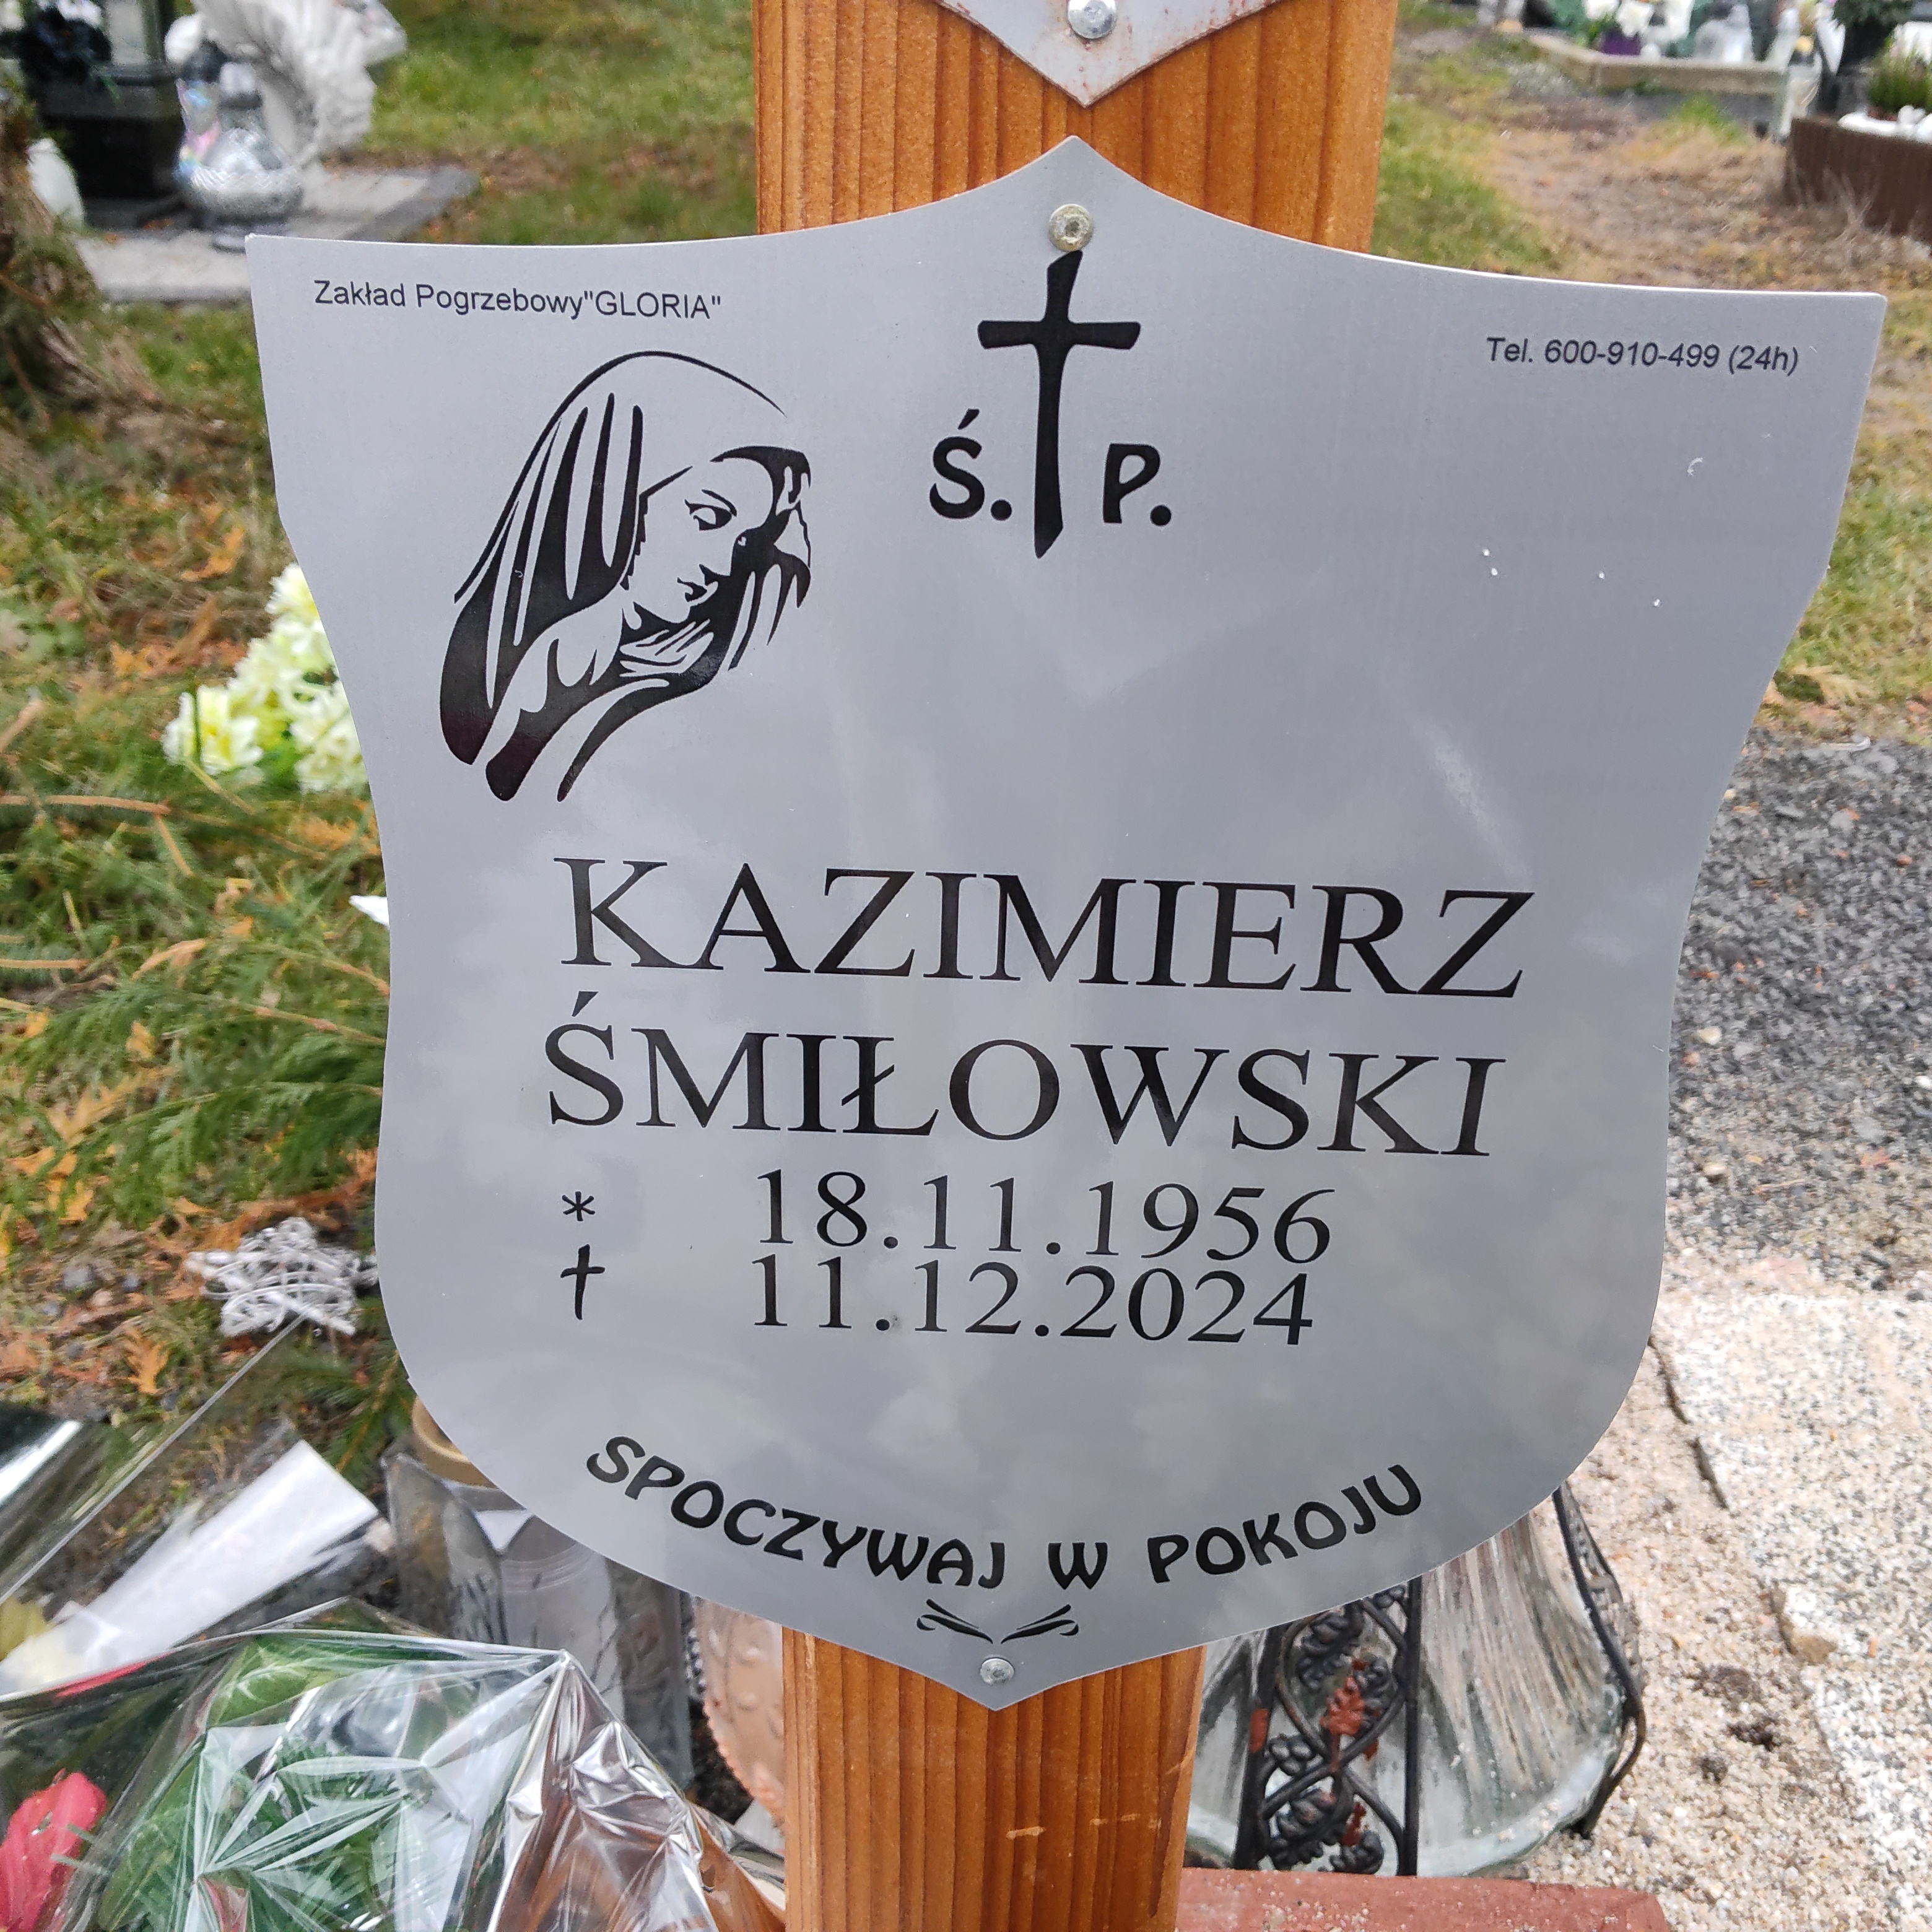 Zakład Pogrzebowy"GLORIA"
Tel. 600-910-499 (24h)
Ś. P.
KAZIMIERZ
ŚMIŁOWSKI
* 18.11.1956
† 11.12.2024
SPOCZYWAJ W POKOJU